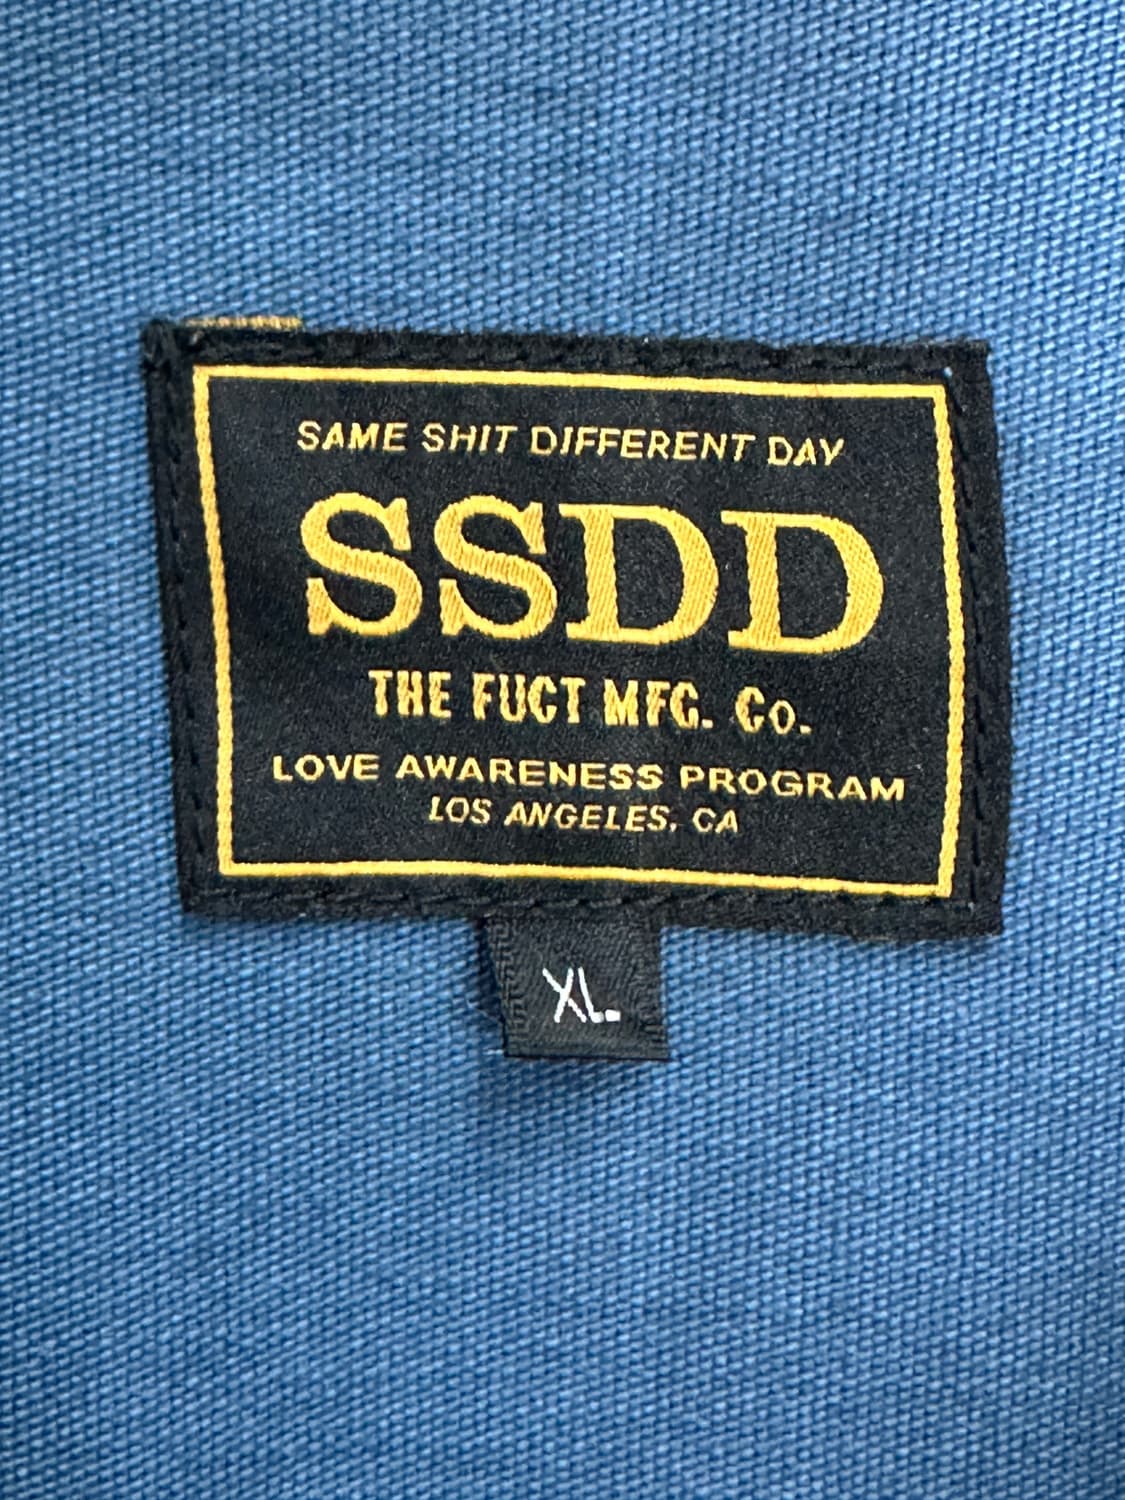 SAME SHIT DIFFERENT DAY
SSDD
THE FUCT MFG. Co.
LOVE AWARENESS PROGRAM
LOS ANGELES, CA
XL